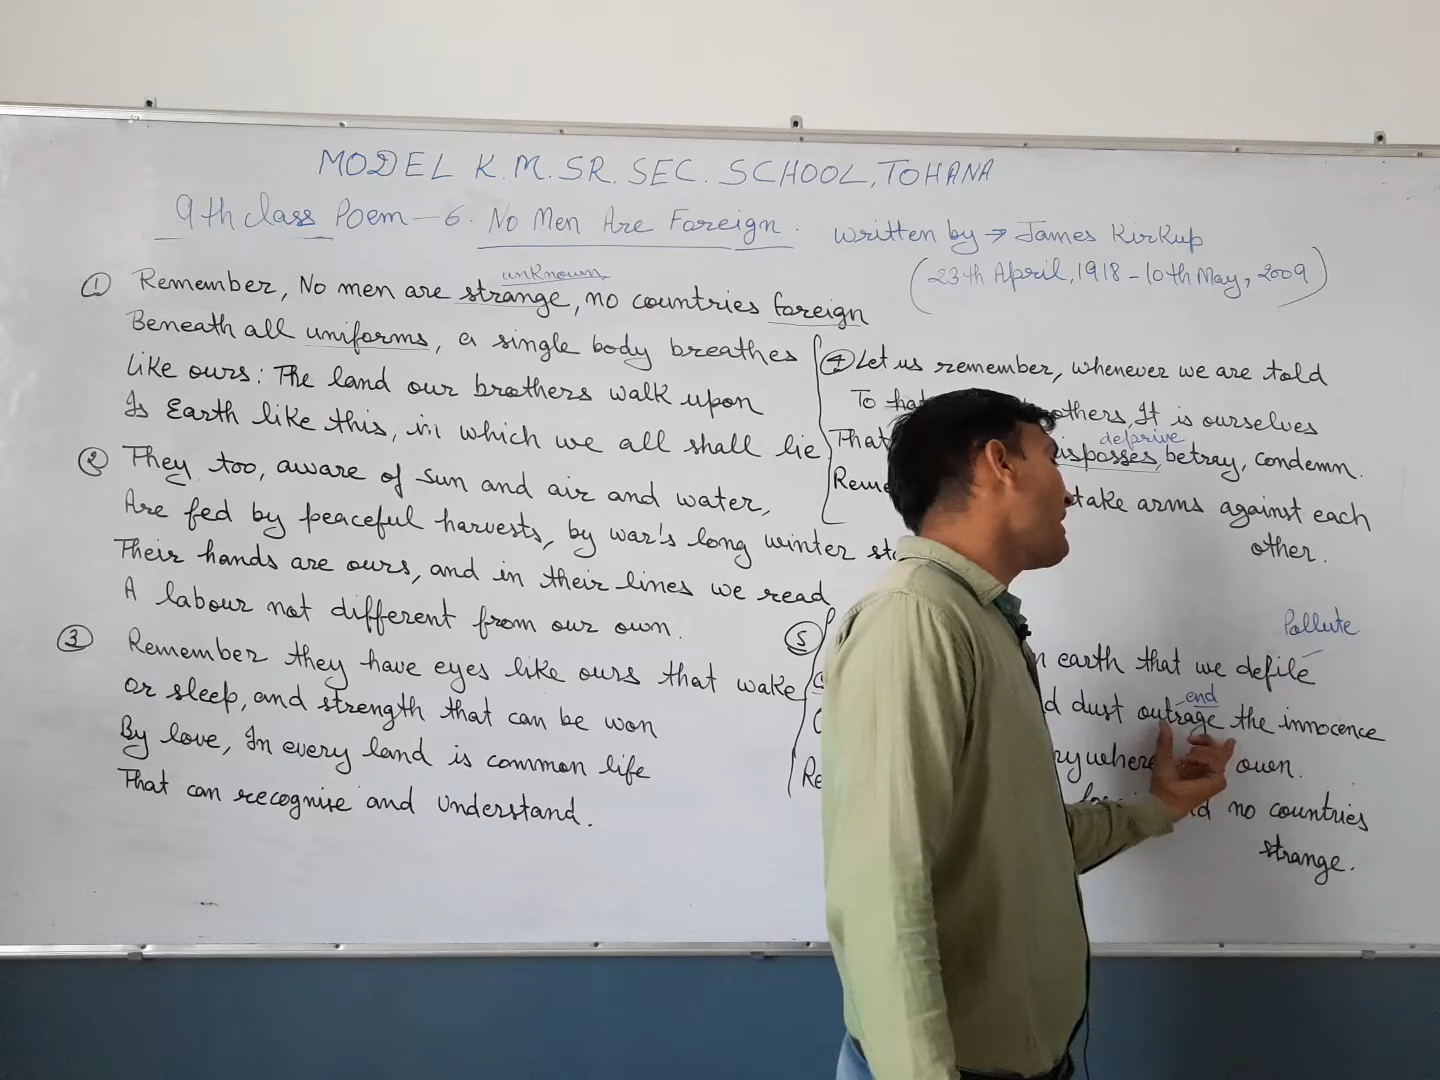 MODEL K.M. SR. SEC. SCHOOL, TOHANA
9th Class Poem - 6. No Men Are Foreign. written by → James Kirkup
(23th April, 1918 - 10th May, 2009)
unknown
① Remember, No men are strange, no countries foreign
Beneath all uniforms, a single body breathes
Like ours: The land our brothers walk upon
Is Earth like this, in which we all shall lie
② They too, aware of sun and air and water,
Are fed by peaceful harvests, by war's long winter
Their hands are ours, and in their lines we read
A labour not different from our own.
③ Remember they have eyes like ours that wake
or sleep, and strength that can be won
By love, In every land is common life
That can recognise and Understand.
④ Let us remember, whenever we are told
To others, It is ourselves
deprive
That betray, condemn.
take arms against each
other.
Pollute
⑤ earth that we defile
end
dust outrage the innocence
own.
no countries
strange.